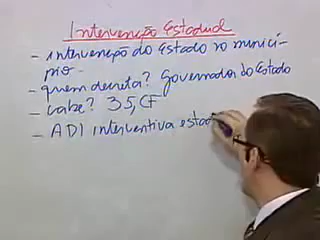 Intervenção Estadual
- intervenção do Estado no municí-
pio.
- quem decreta? Governador do Estado
- cabe? 35, CF
- ADI interventiva estad